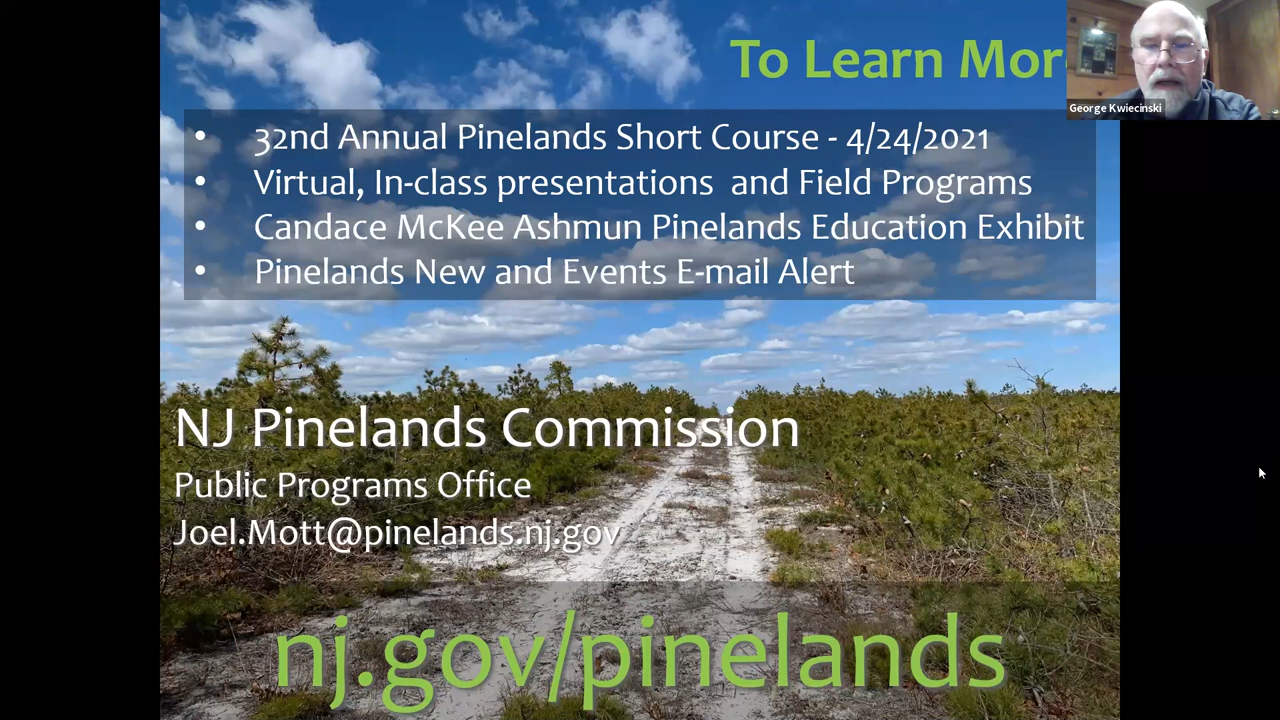 To Learn Mor
George Kwiecinski
• 32nd Annual Pinelands Short Course - 4/24/2021
• Virtual, In-class presentations and Field Programs
• Candace McKee Ashmun Pinelands Education Exhibit
• Pinelands New and Events E-mail Alert
NJ Pinelands Commission
Public Programs Office
Joel.Mott@pinelands.nj.gov
nj.gov/pinelands